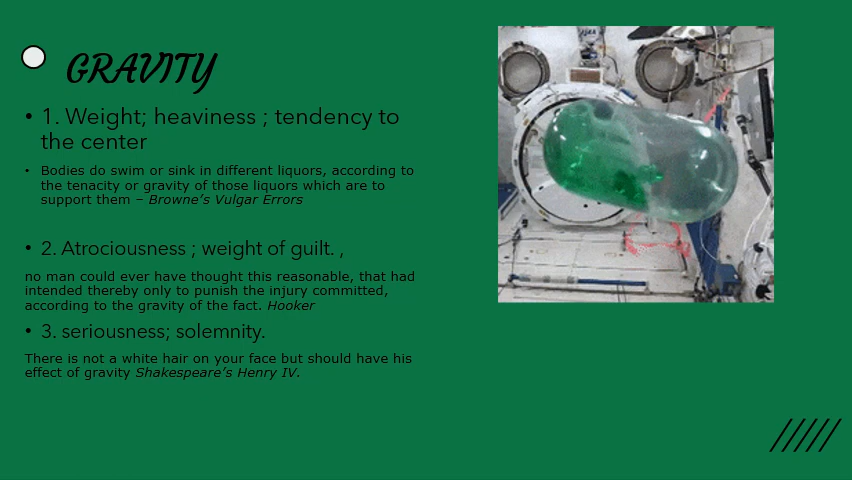 GRAVITY
• 1. Weight; heaviness ; tendency to
the center
• Bodies do swim or sink in different liquors, according to
the tenacity or gravity of those liquors which are to
support them – Browne's Vulgar Errors
• 2. Atrociousness ; weight of guilt. ,
no man could ever have thought this reasonable, that had
intended thereby only to punish the injury committed,
according to the gravity of the fact. Hooker
• 3. seriousness; solemnity.
There is not a white hair on your face but should have his
effect of gravity Shakespeare's Henry IV.